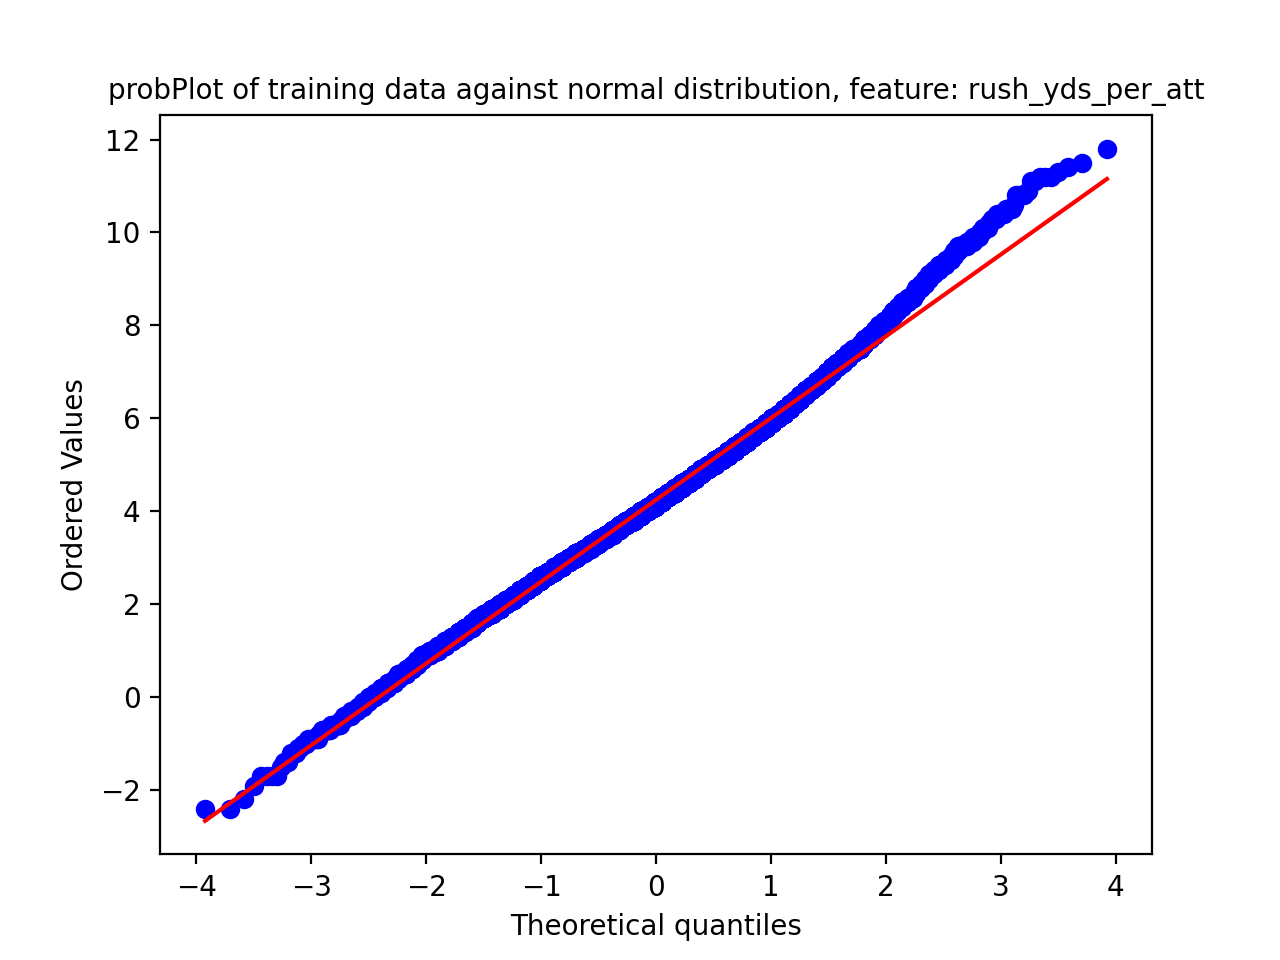 probPlot of training data against normal distribution, feature: rush_yds_per_att
12
10
8
6
4
2
0
−2
Ordered Values
−4 −3 −2 −1 0 1 2 3 4
Theoretical quantiles